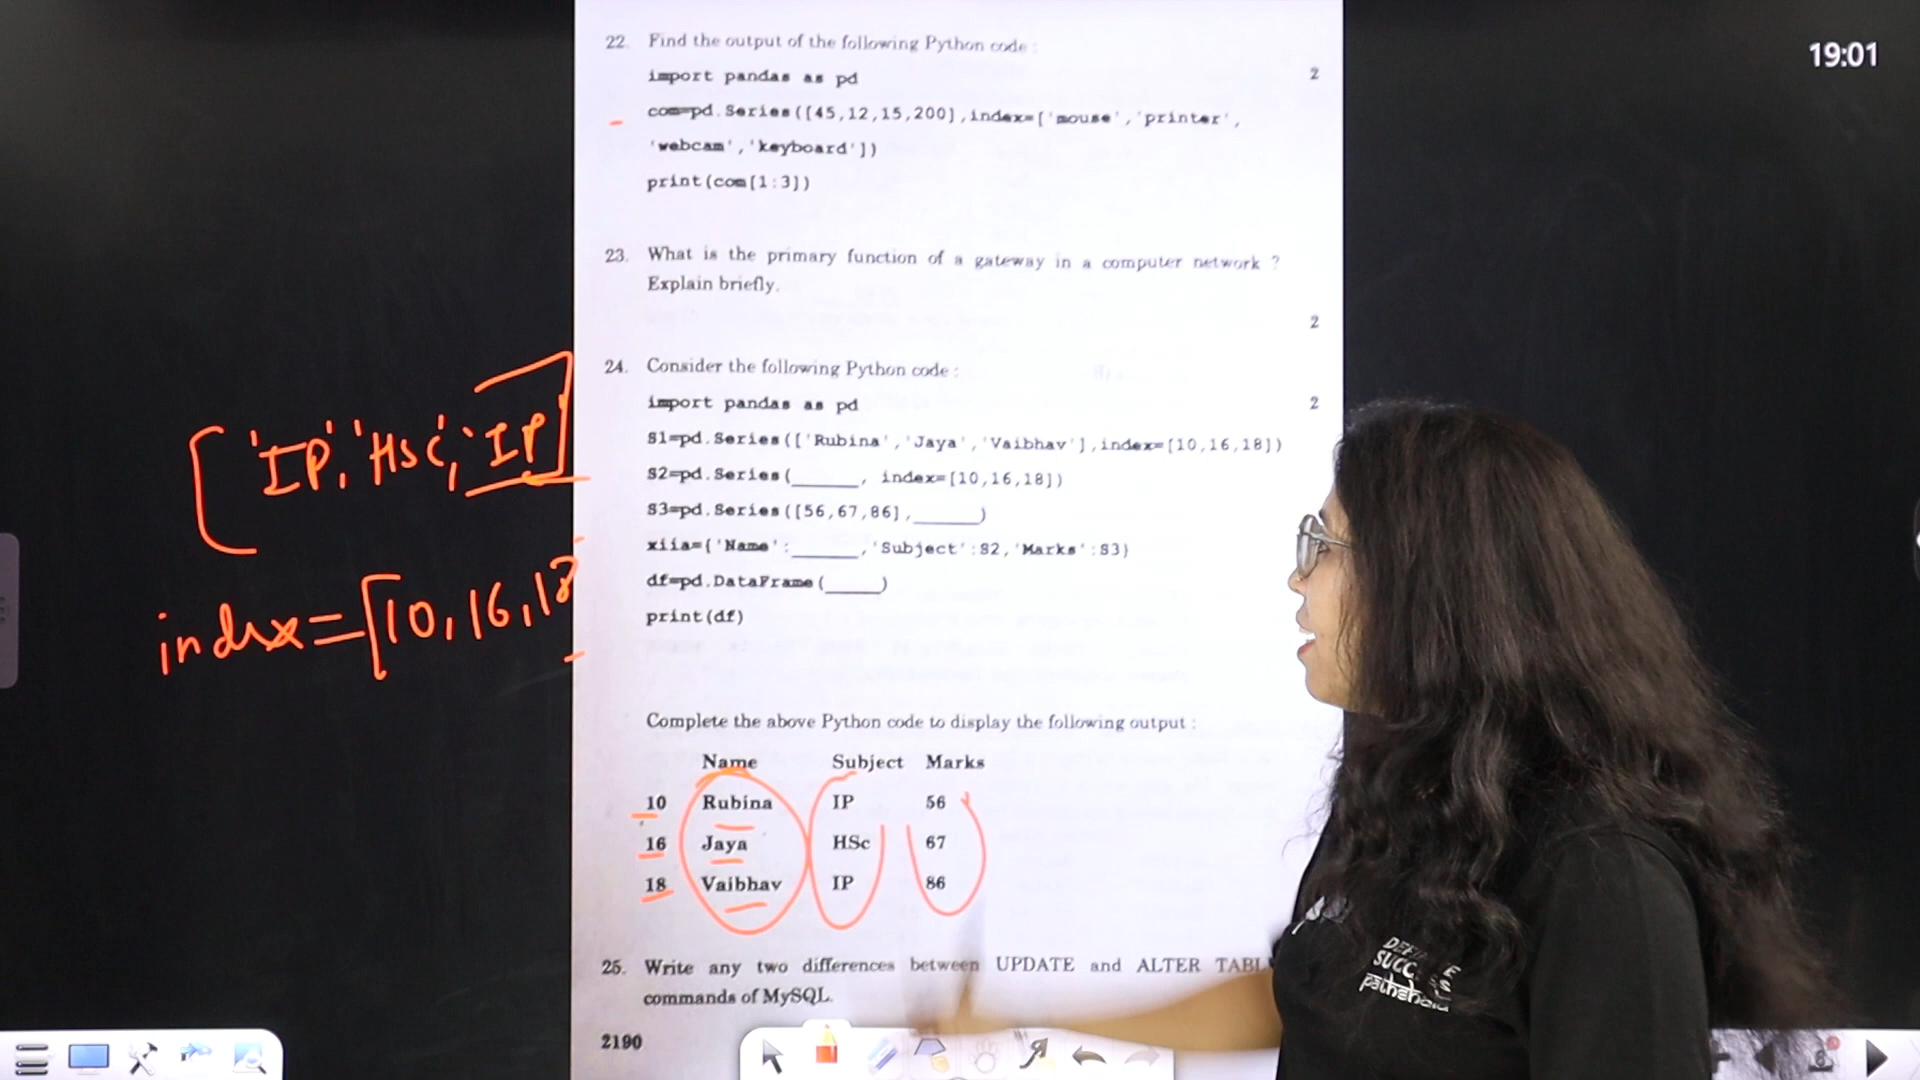 19:01
22. Find the output of the following Python code :
import pandas as pd 2
com=pd.Series([45,12,15,200],index=['mouse','printer',
'webcam','keyboard'])
print(com[1:3])
23. What is the primary function of a gateway in a computer network ?
Explain briefly.
2
24. Consider the following Python code :
import pandas as pd 2
S1=pd.Series(['Rubina','Jaya','Vaibhav'],index=[10,16,18])
S2=pd.Series(______, index=[10,16,18])
S3=pd.Series([56,67,86],______)
xiia={'Name':______,'Subject':S2,'Marks':S3}
df=pd.DataFrame(_____)
print(df)
['IP', 'HSc', 'IP]
index=[10,16,18
Complete the above Python code to display the following output :
Name Subject Marks
10 Rubina IP 56
16 Jaya HSc 67
18 Vaibhav IP 86
25. Write any two differences between UPDATE and ALTER
commands of MySQL.
2190
pathshala